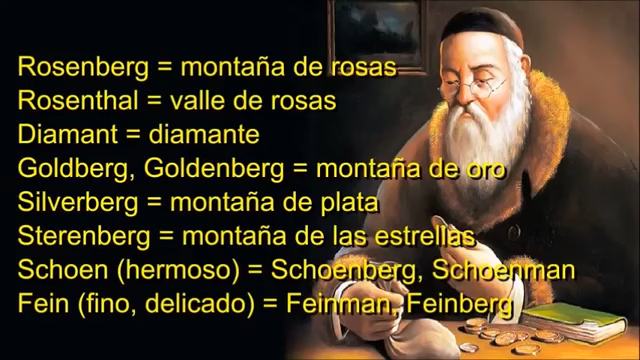 Rosenberg = montaña de rosas
Rosenthal = valle de rosas
Diamant = diamante
Goldberg, Goldenberg = montaña de oro
Silverberg = montaña de plata
Sterenberg = montaña de las estrellas
Schoen (hermoso) = Schoenberg, Schoenman
Fein (fino, delicado) = Feinman, Feinberg